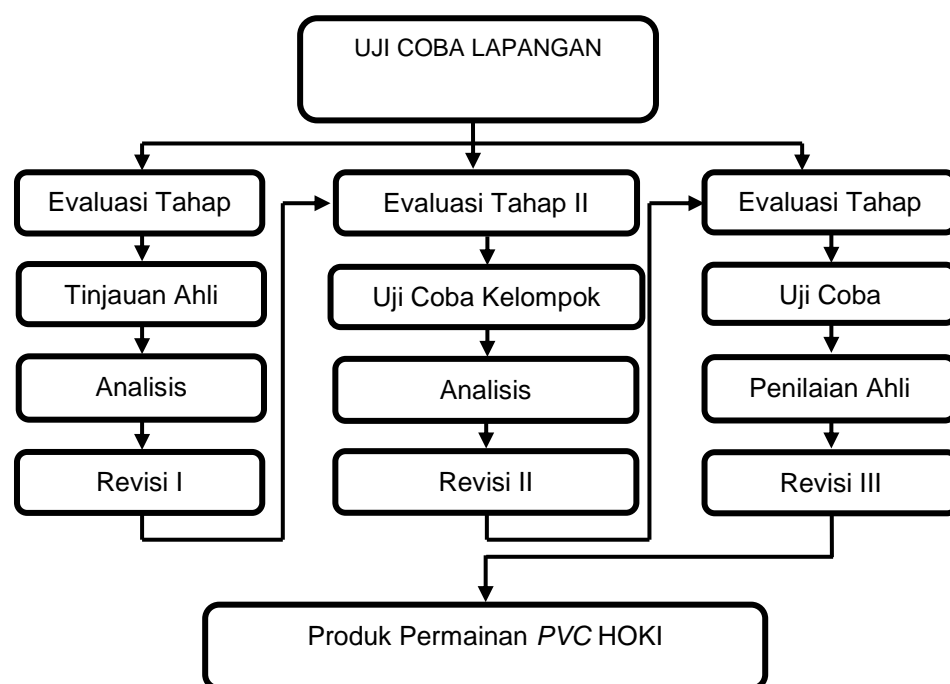 UJI COBA LAPANGAN
Evaluasi Tahap
Tinjauan Ahli
Analisis
Revisi I
Evaluasi Tahap II
Uji Coba Kelompok
Analisis
Revisi II
Evaluasi Tahap
Uji Coba
Penilaian Ahli
Revisi III
Produk Permainan PVC HOKI